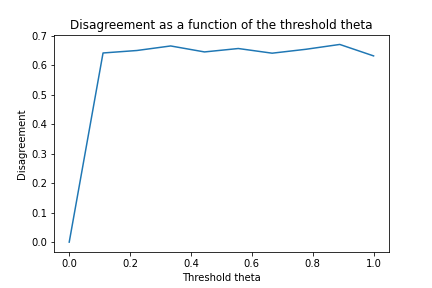 Disagreement as a function of the threshold theta
0.7
0.6
0.5
0.4
0.3
0.2
0.1
0.0
Disagreement
0.0 0.2 0.4 0.6 0.8 1.0
Threshold theta